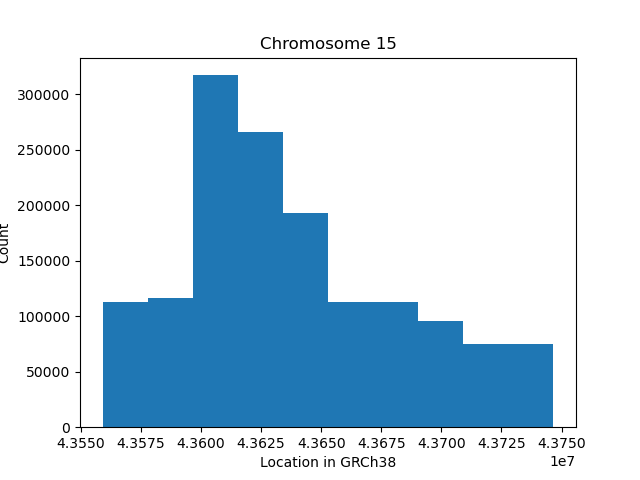 Chromosome 15
300000
250000
200000
150000
100000
50000
0
Count
4.3550 4.3575 4.3600 4.3625 4.3650 4.3675 4.3700 4.3725 4.3750
Location in GRCh38
1e7